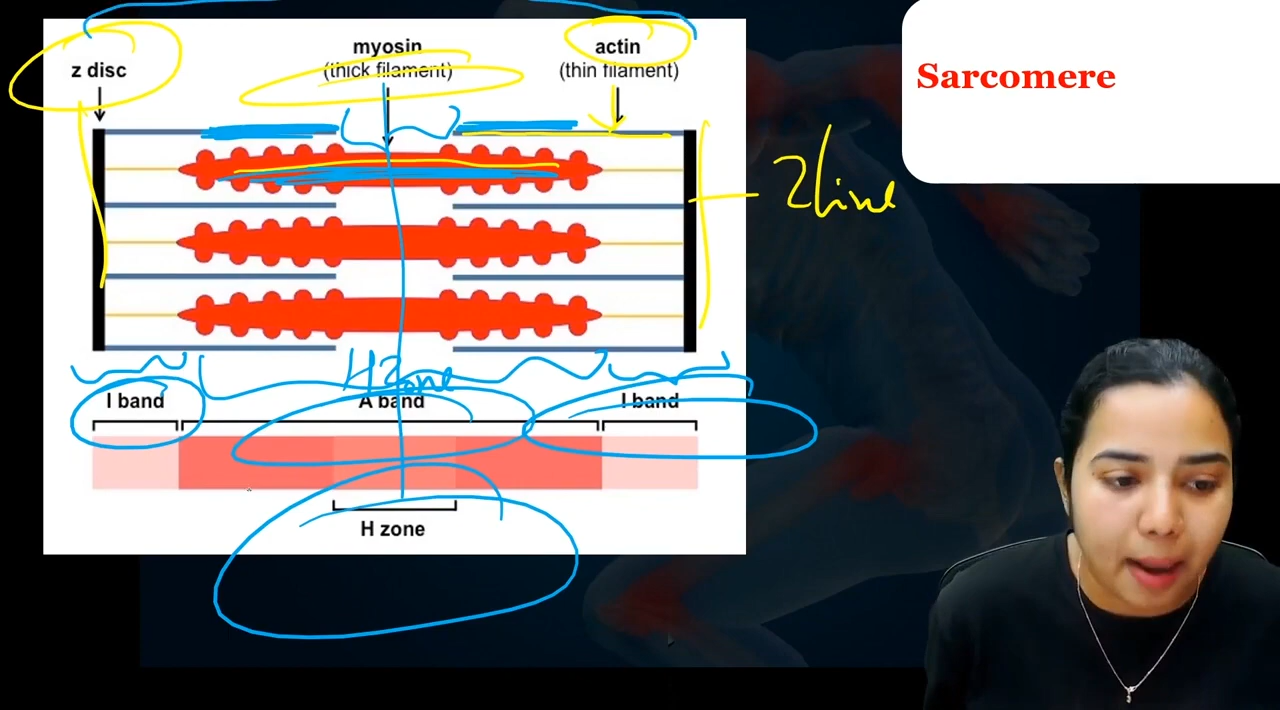 Sarcomere
myosin
(thick filament)
actin
(thin filament)
z disc
Z line
H Zone
I band
A band
I band
H zone